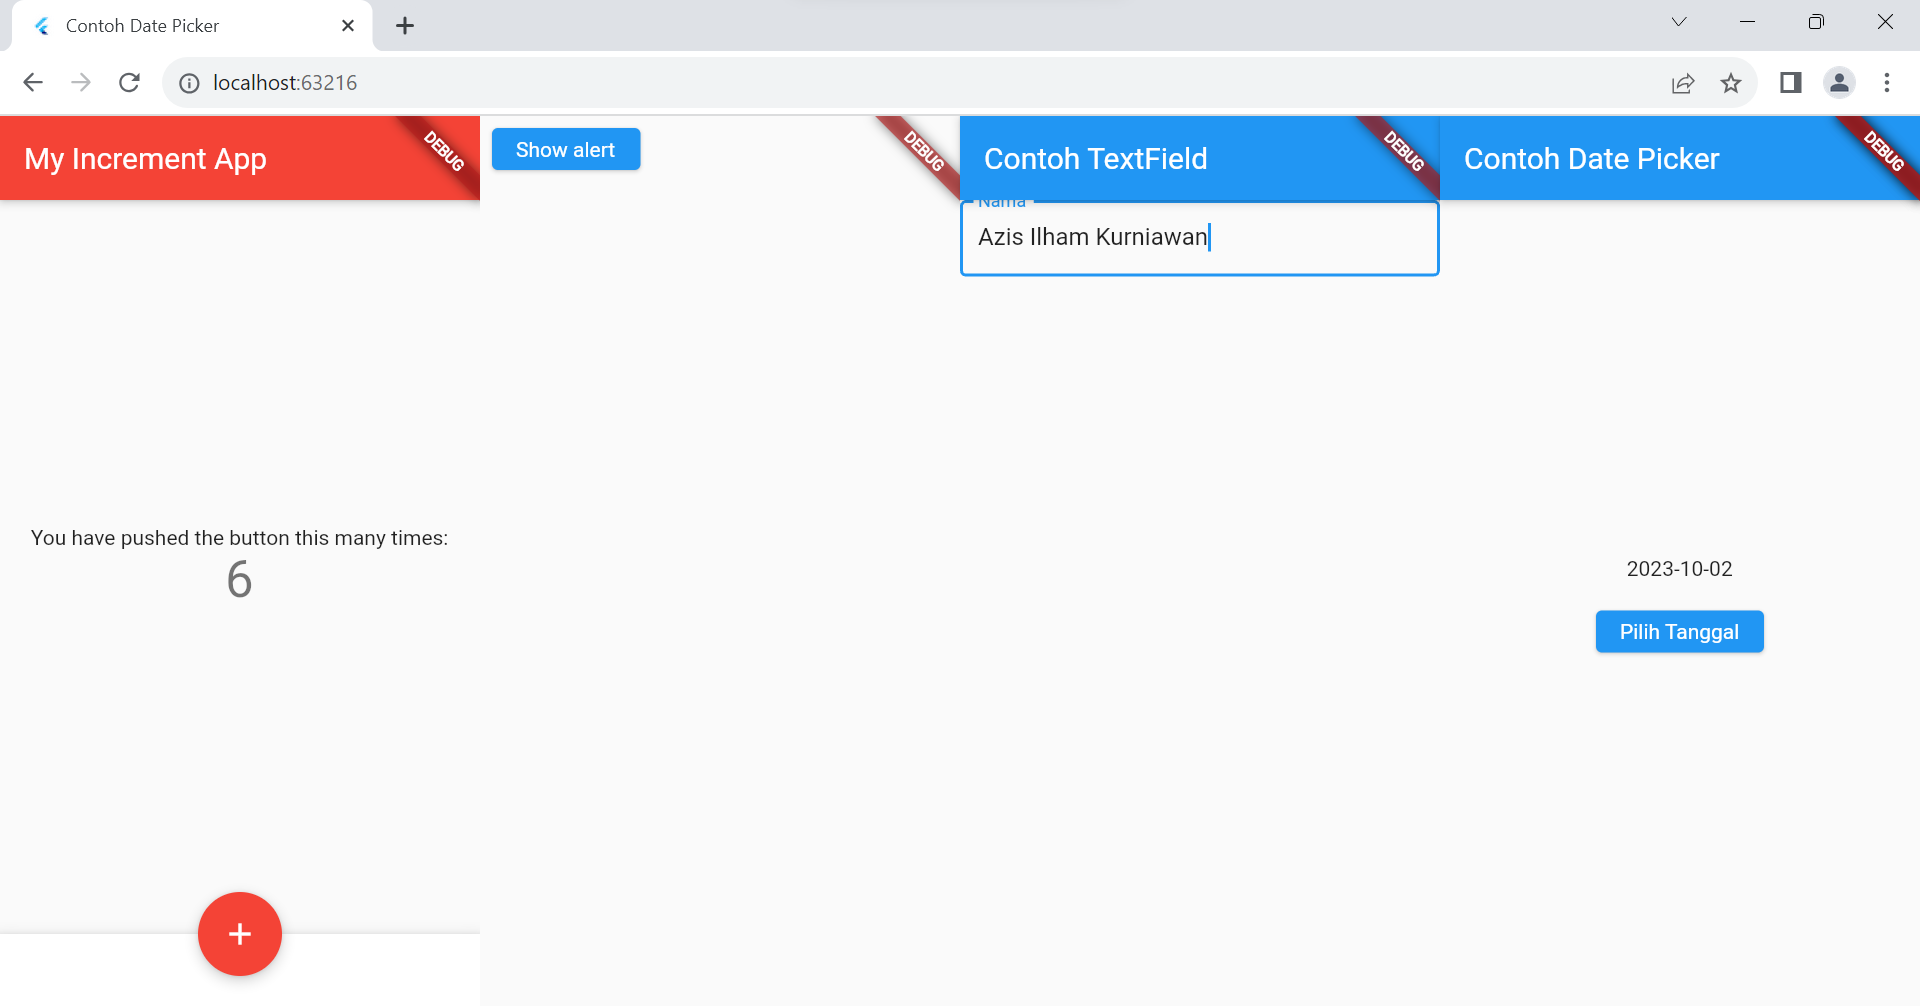 Contoh Date Picker
localhost:63216
My Increment App
DEBUG
Show alert
DEBUG
Contoh TextField
DEBUG
Contoh Date Picker
DEBUG
Nama
Azis Ilham Kurniawan
You have pushed the button this many times:
6
2023-10-02
Pilih Tanggal